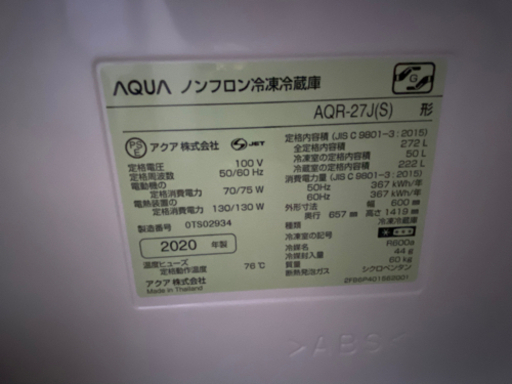 AQUA ノンフロン冷凍冷蔵庫
AQR-27J(S) 形
G
PSE アクア株式会社 S-JET
定格電圧 100 V
定格周波数 50/60 Hz
電動機の
定格消費電力 70/75 W
電熱装置の
定格消費電力 130/130 W
製造番号 0TS02934
2020 年製
温度ヒューズ
定格動作温度 76℃
アクア株式会社
Made in Thailand
定格内容積 (JIS C 9801-3:2015)
全定格内容積 272 L
冷凍室の定格内容積 50 L
冷蔵室の定格内容積 222 L
消費電力量 (JIS C 9801-3:2015)
50Hz 367 kWh/年
60Hz 367 kWh/年
外形寸法 幅 600 mm
奥行 657 mm 高さ 1419 mm
冷凍冷蔵庫
冷凍室の記号
冷媒名 R600a
冷媒封入量 44 g
質量 60 kg
断熱発泡ガス シクロペンタン
>ABS<